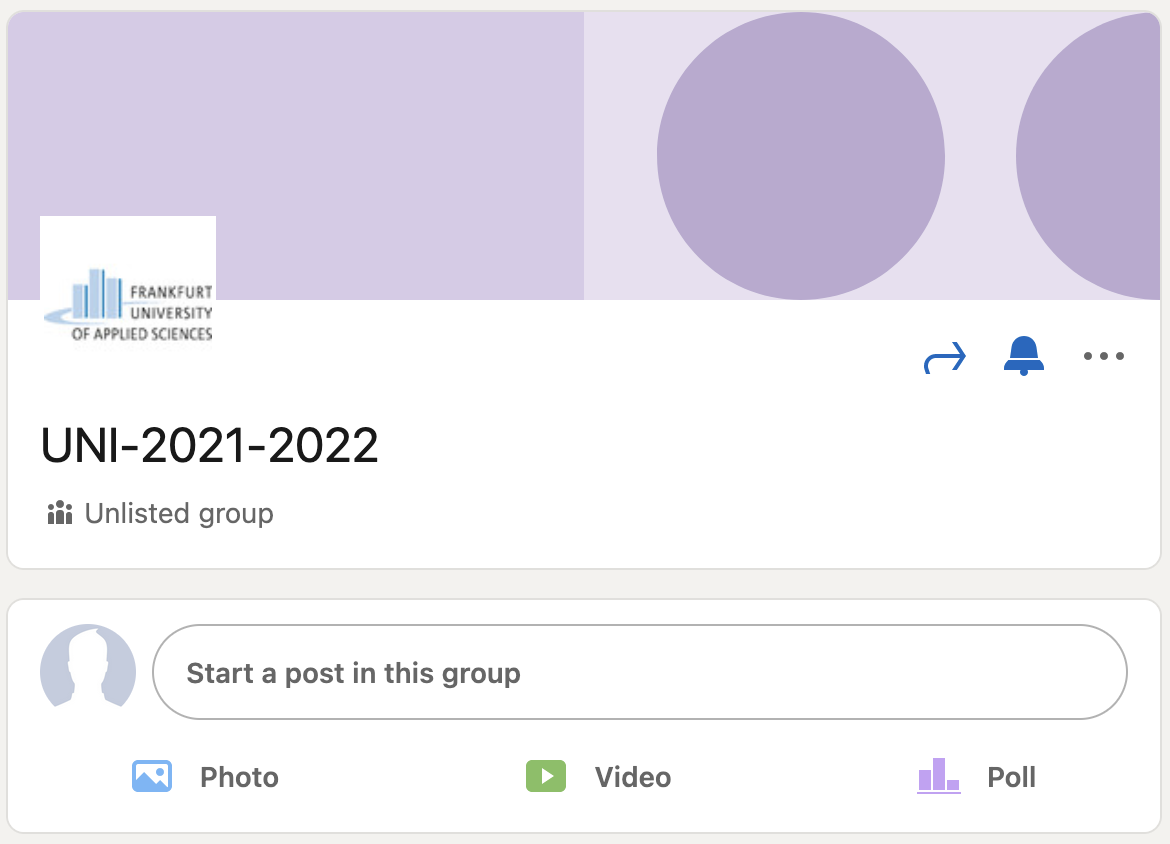 FRANKFURT
UNIVERSITY
OF APPLIED SCIENCES
UNI-2021-2022
Unlisted group
Start a post in this group
Photo
Video
Poll